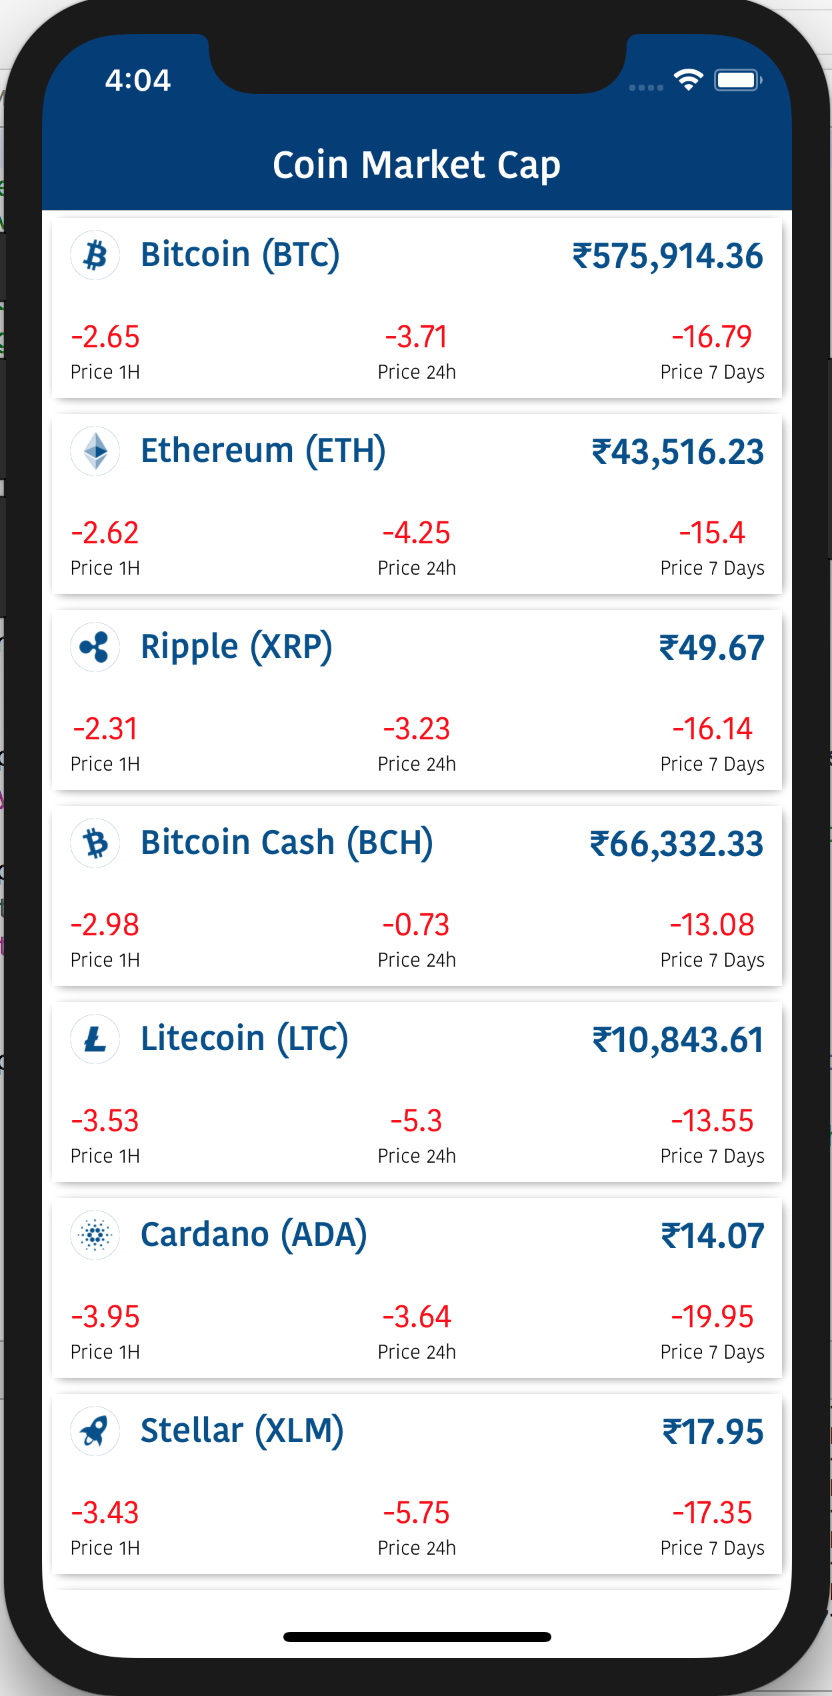 4:04
Coin Market Cap
Bitcoin (BTC) ₹575,914.36
-2.65 -3.71 -16.79
Price 1H Price 24h Price 7 Days
Ethereum (ETH) ₹43,516.23
-2.62 -4.25 -15.4
Price 1H Price 24h Price 7 Days
Ripple (XRP) ₹49.67
-2.31 -3.23 -16.14
Price 1H Price 24h Price 7 Days
Bitcoin Cash (BCH) ₹66,332.33
-2.98 -0.73 -13.08
Price 1H Price 24h Price 7 Days
Litecoin (LTC) ₹10,843.61
-3.53 -5.3 -13.55
Price 1H Price 24h Price 7 Days
Cardano (ADA) ₹14.07
-3.95 -3.64 -19.95
Price 1H Price 24h Price 7 Days
Stellar (XLM) ₹17.95
-3.43 -5.75 -17.35
Price 1H Price 24h Price 7 Days